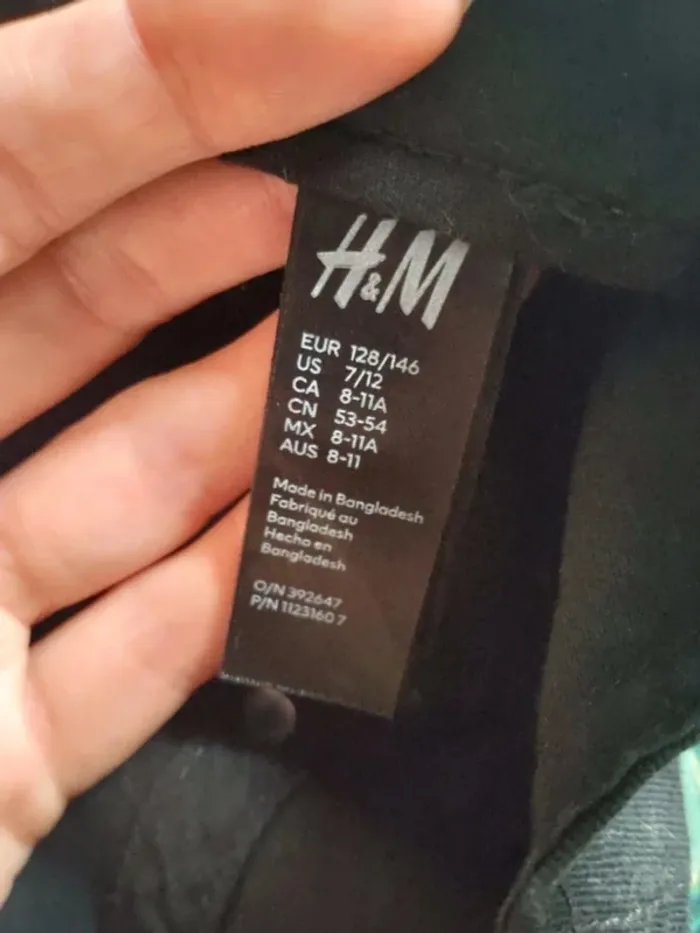 H&M
EUR 128/146
US 7/12
CA 8-11A
CN 53-54
MX 8-11A
AUS 8-11
Made in Bangladesh
Fabriqué au
Bangladesh
Hecho en
Bangladesh
O/N 392647
P/N 1123160 7